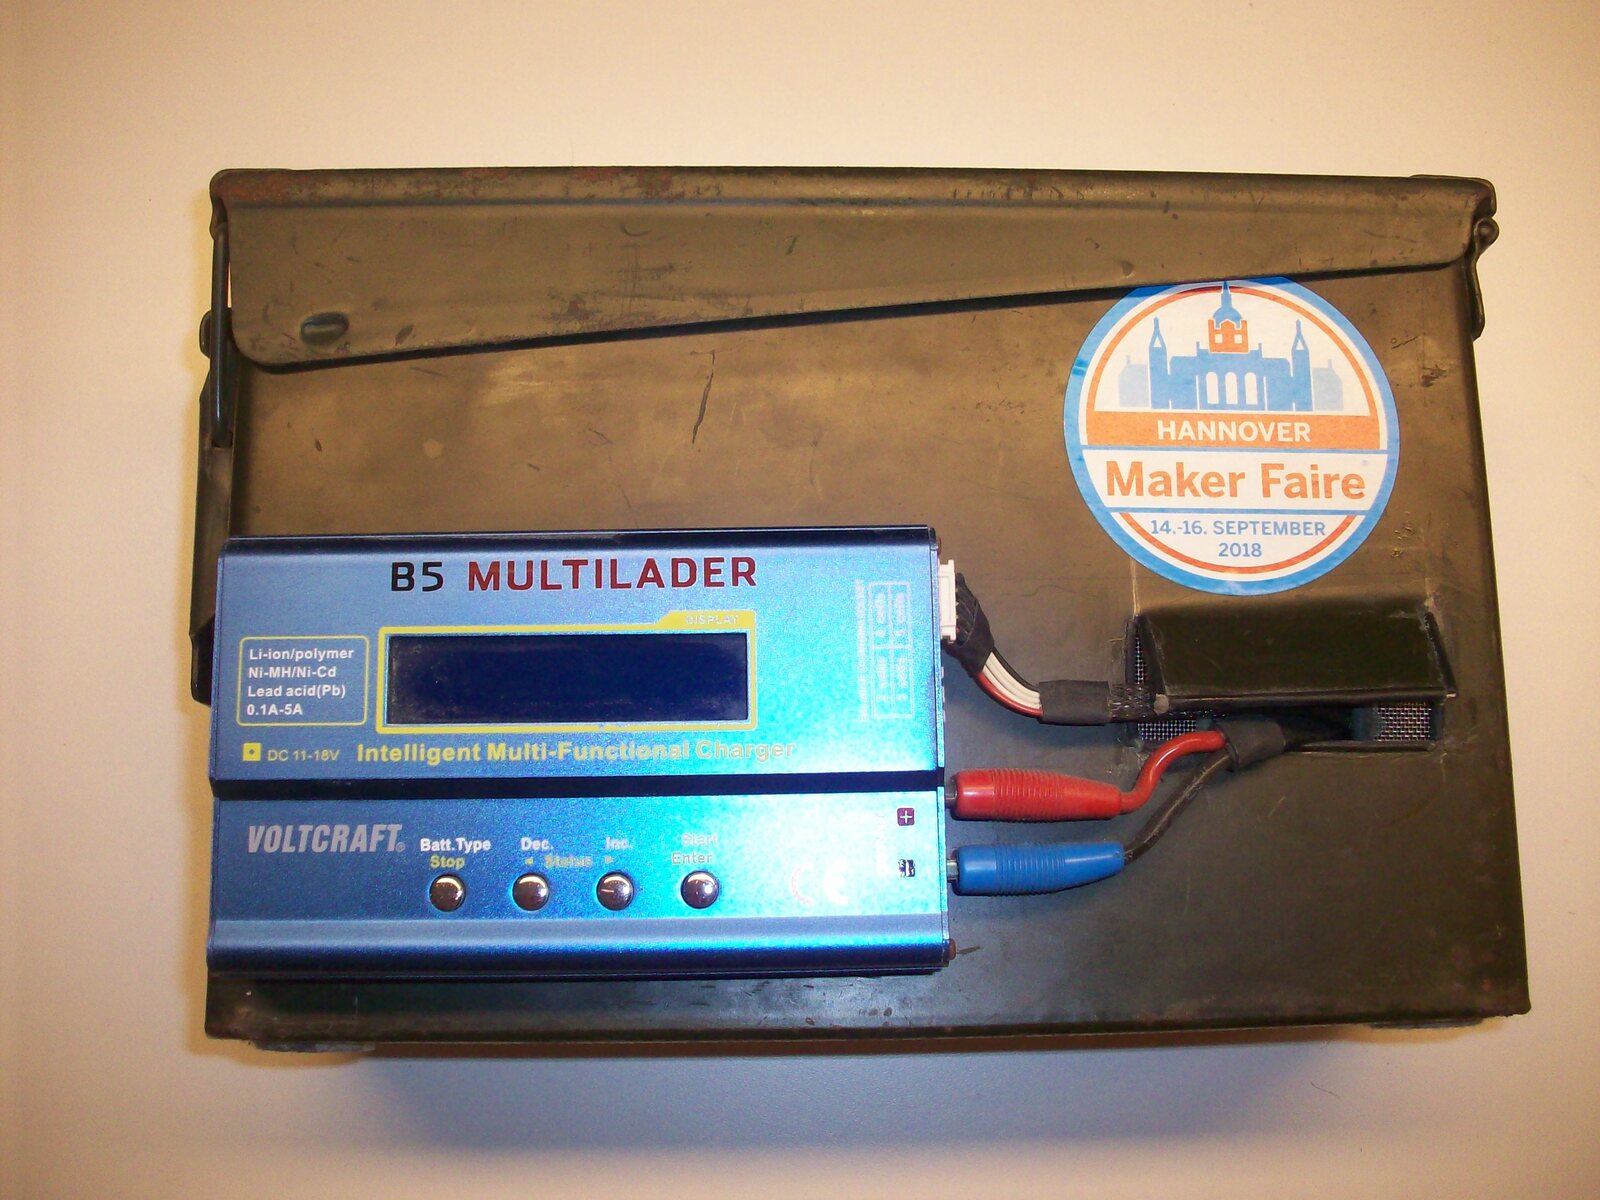 HANNOVER
Maker Faire
14.-16. SEPTEMBER
2018
B5 MULTILADER
DISPLAY
Li-ion/polymer
Ni-MH/Ni-Cd
Lead acid(Pb)
0.1A-5A
DC 11-18V
Intelligent Multi-Functional Charger
VOLTCRAFT®
Batt.Type
Stop
Dec.
Inc.
◄ Status ►
Start
Enter
+
CE